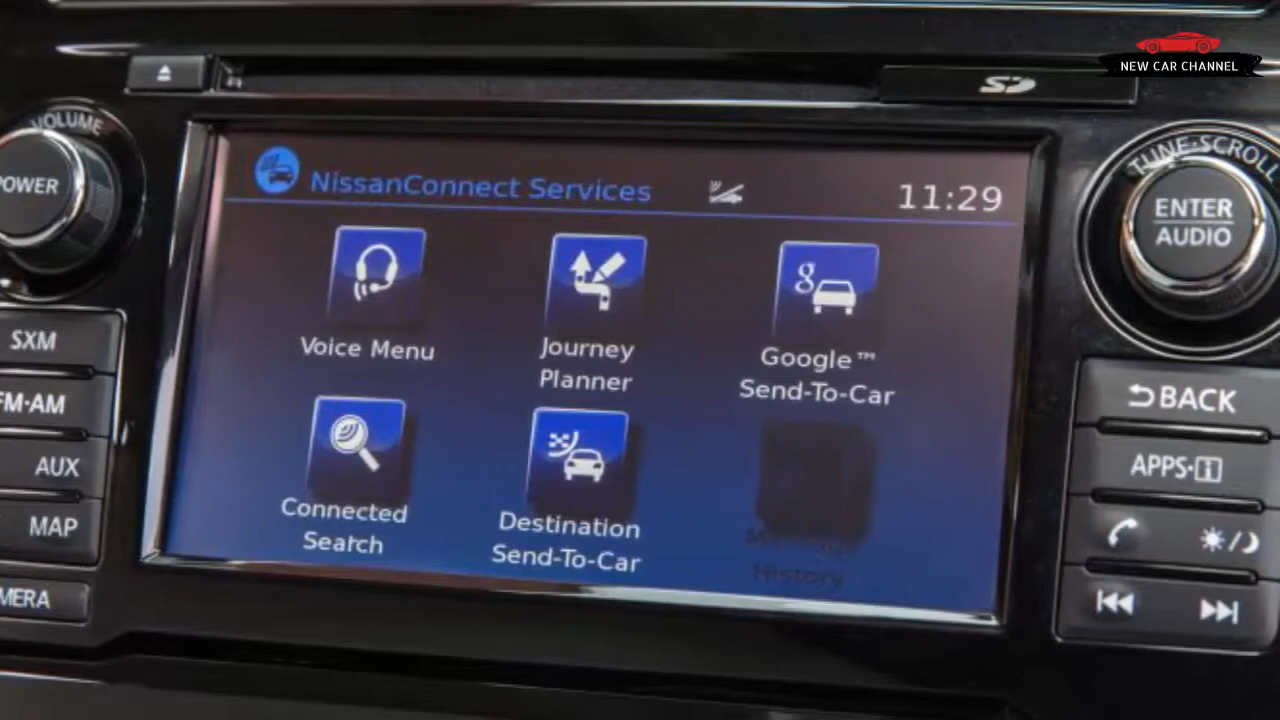 NEW CAR CHANNEL
SD
VOLUME
POWER
TUNE·SCROLL
ENTER
AUDIO
NissanConnect Services
11:29
Voice Menu
Journey
Planner
Google™
Send-To-Car
Connected
Search
Destination
Send-To-Car
History
SXM
FM·AM
AUX
MAP
MERA
BACK
APPS·i